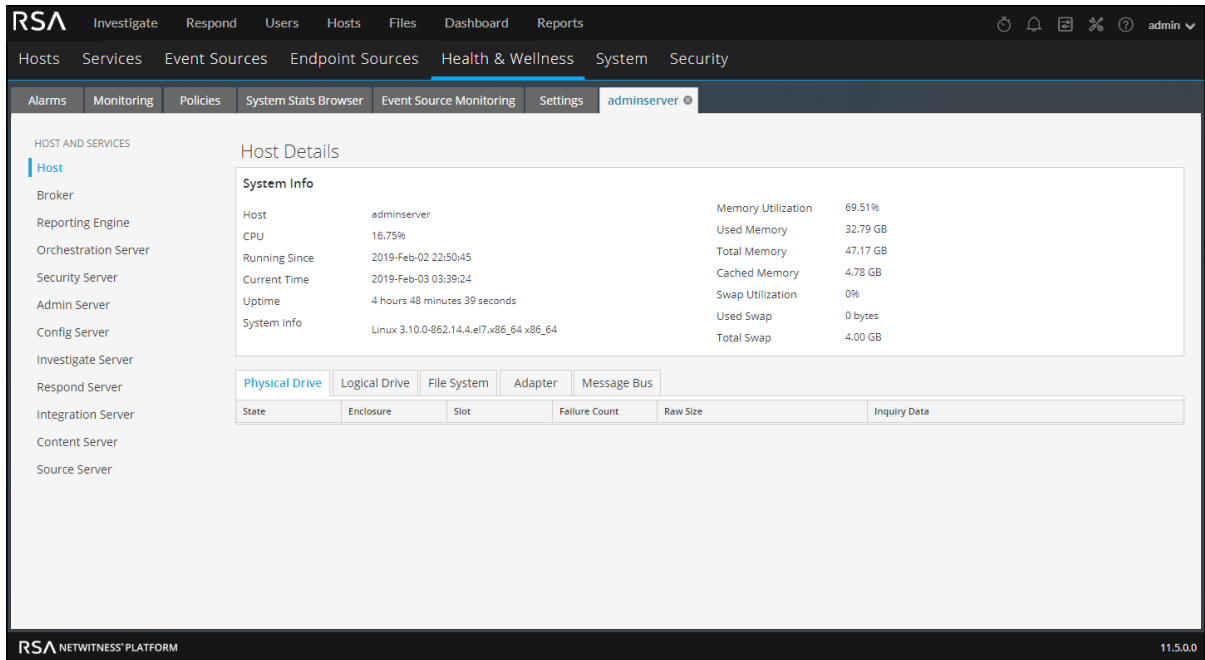 RSA Investigate Respond Users Hosts Files Dashboard Reports admin
Hosts Services Event Sources Endpoint Sources Health & Wellness System Security
Alarms Monitoring Policies System Stats Browser Event Source Monitoring Settings adminserver
HOST AND SERVICES
Host
Broker
Reporting Engine
Orchestration Server
Security Server
Admin Server
Config Server
Investigate Server
Respond Server
Integration Server
Content Server
Source Server
Host Details
System Info
Host adminserver
CPU 16.75%
Running Since 2019-Feb-02 22:50:45
Current Time 2019-Feb-03 03:39:24
Uptime 4 hours 48 minutes 39 seconds
System Info Linux 3.10.0-862.14.4.el7.x86_64 x86_64
Memory Utilization 69.51%
Used Memory 32.79 GB
Total Memory 47.17 GB
Cached Memory 4.78 GB
Swap Utilization 0%
Used Swap 0 bytes
Total Swap 4.00 GB
Physical Drive Logical Drive File System Adapter Message Bus
State Enclosure Slot Failure Count Raw Size Inquiry Data
RSA NETWITNESS® PLATFORM 11.5.0.0